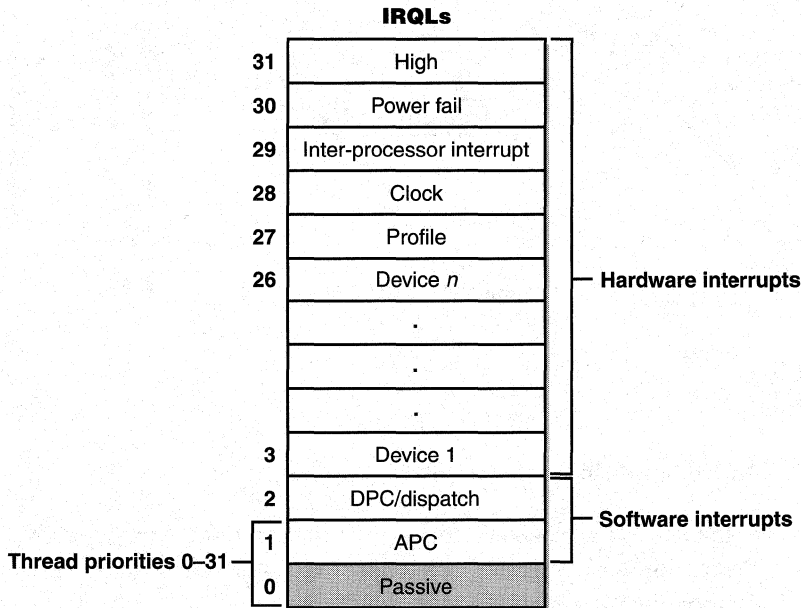 IRQLs
31 High
30 Power fail
29 Inter-processor interrupt
28 Clock
27 Profile
26 Device n
Hardware interrupts
.
.
.
3 Device 1
2 DPC/dispatch
Software interrupts
1 APC
Thread priorities 0–31
0 Passive